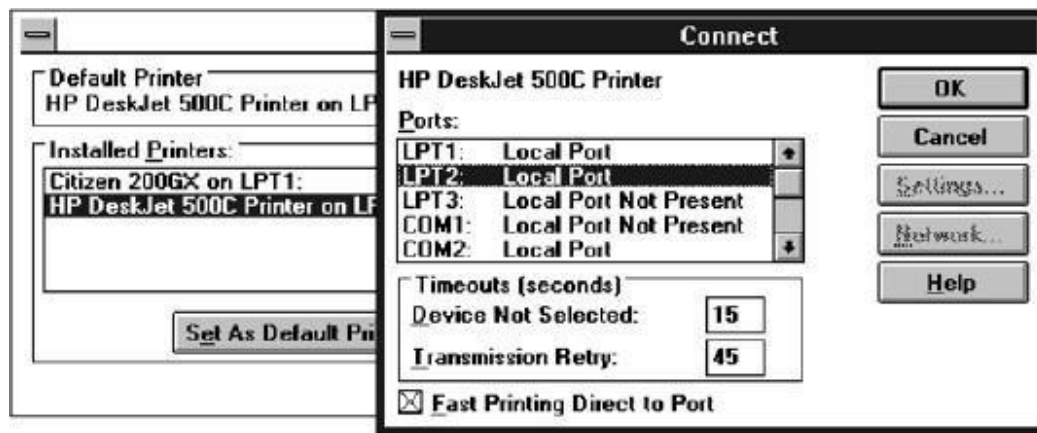 Default Printer
HP DeskJet 500C Printer on LP
Installed Printers:
Citizen 200GX on LPT1:
HP DeskJet 500C Printer on LP
Set As Default Pri
Connect
HP DeskJet 500C Printer
Ports:
LPT1: Local Port
LPT2: Local Port
LPT3: Local Port Not Present
COM1: Local Port Not Present
COM2: Local Port
Timeouts (seconds)
Device Not Selected: 15
Transmission Retry: 45
Fast Printing Direct to Port
OK
Cancel
Settings...
Network...
Help